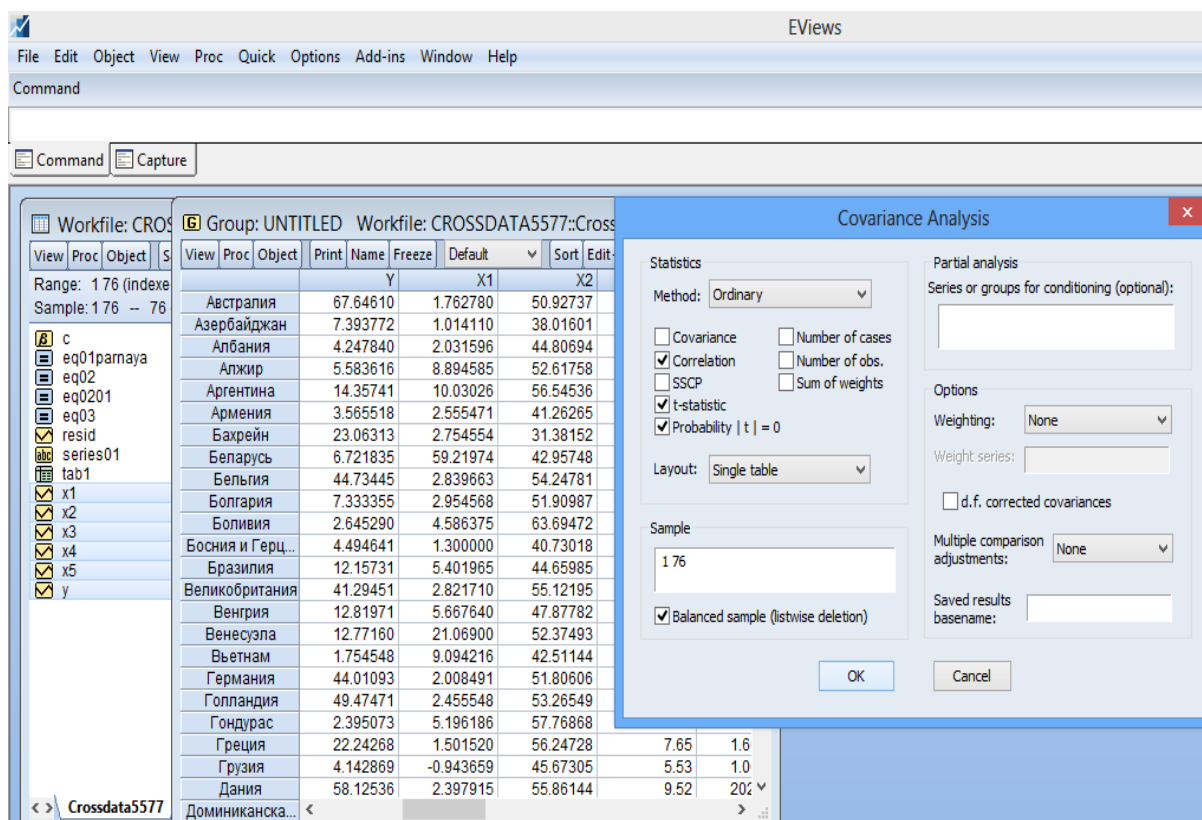 EViews
File Edit Object View Proc Quick Options Add-ins Window Help
Command
Command Capture
Workfile: CROS
View Proc Object S
Range: 1 76 (indexe
Sample: 1 76 -- 76
c
eq01parnaya
eq02
eq0201
eq03
resid
series01
tab1
x1
x2
x3
x4
x5
y
Crossdata5577
Group: UNTITLED Workfile: CROSSDATA5577::Cross
View Proc Object Print Name Freeze Default Sort Edit
Y X1 X2
Австралия 67.64610 1.762780 50.92737
Азербайджан 7.393772 1.014110 38.01601
Албания 4.247840 2.031596 44.80694
Алжир 5.583616 8.894585 52.61758
Аргентина 14.35741 10.03026 56.54536
Армения 3.565518 2.555471 41.26265
Бахрейн 23.06313 2.754554 31.38152
Беларусь 6.721835 59.21974 42.95748
Бельгия 44.73445 2.839663 54.24781
Болгария 7.333355 2.954568 51.90987
Боливия 2.645290 4.586375 63.69472
Босния и Герц... 4.494641 1.300000 40.73018
Бразилия 12.15731 5.401965 44.65985
Великобритания 41.29451 2.821710 55.12195
Венгрия 12.81971 5.667640 47.87782
Венесуэла 12.77160 21.06900 52.37493
Вьетнам 1.754548 9.094216 42.51144
Германия 44.01093 2.008491 51.80606
Голландия 49.47471 2.455548 53.26549
Гондурас 2.395073 5.196186 57.76868
Греция 22.24268 1.501520 56.24728 7.65 1.6
Грузия 4.142869 -0.943659 45.67305 5.53 1.0
Дания 58.12536 2.397915 55.86144 9.52 202
Доминиканска...
Covariance Analysis
Statistics
Method: Ordinary
Covariance Number of cases
Correlation Number of obs.
SSCP Sum of weights
t-statistic
Probability | t | = 0
Layout: Single table
Sample
1 76
Balanced sample (listwise deletion)
Partial analysis
Series or groups for conditioning (optional):
Options
Weighting: None
Weight series:
d.f. corrected covariances
Multiple comparison
adjustments: None
Saved results
basename:
OK Cancel